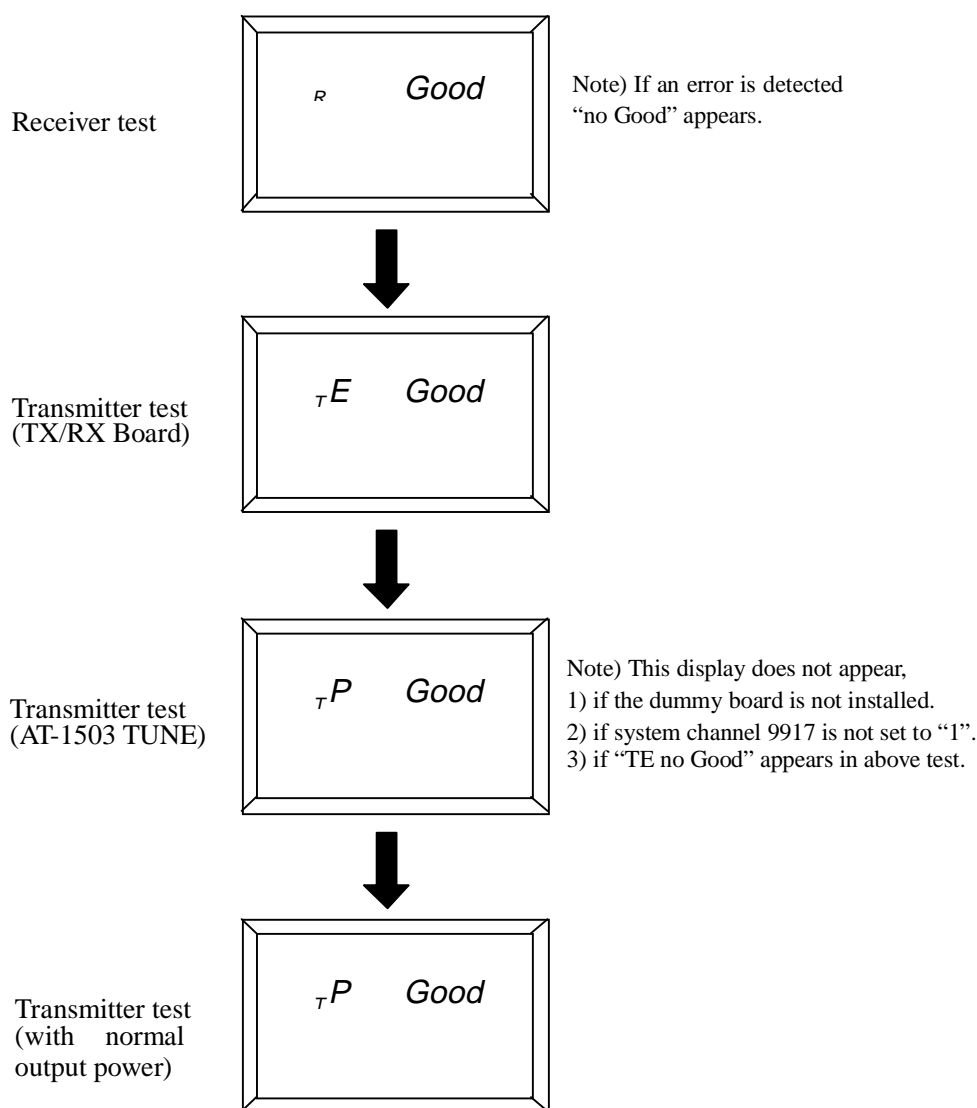 R Good
Note) If an error is detected
“no Good” appears.
Receiver test
TE Good
Transmitter test
(TX/RX Board)
TP Good
Note) This display does not appear,
1) if the dummy board is not installed.
2) if system channel 9917 is not set to “1”.
3) if “TE no Good” appears in above test.
Transmitter test
(AT-1503 TUNE)
TP Good
Transmitter test
(with normal
output power)